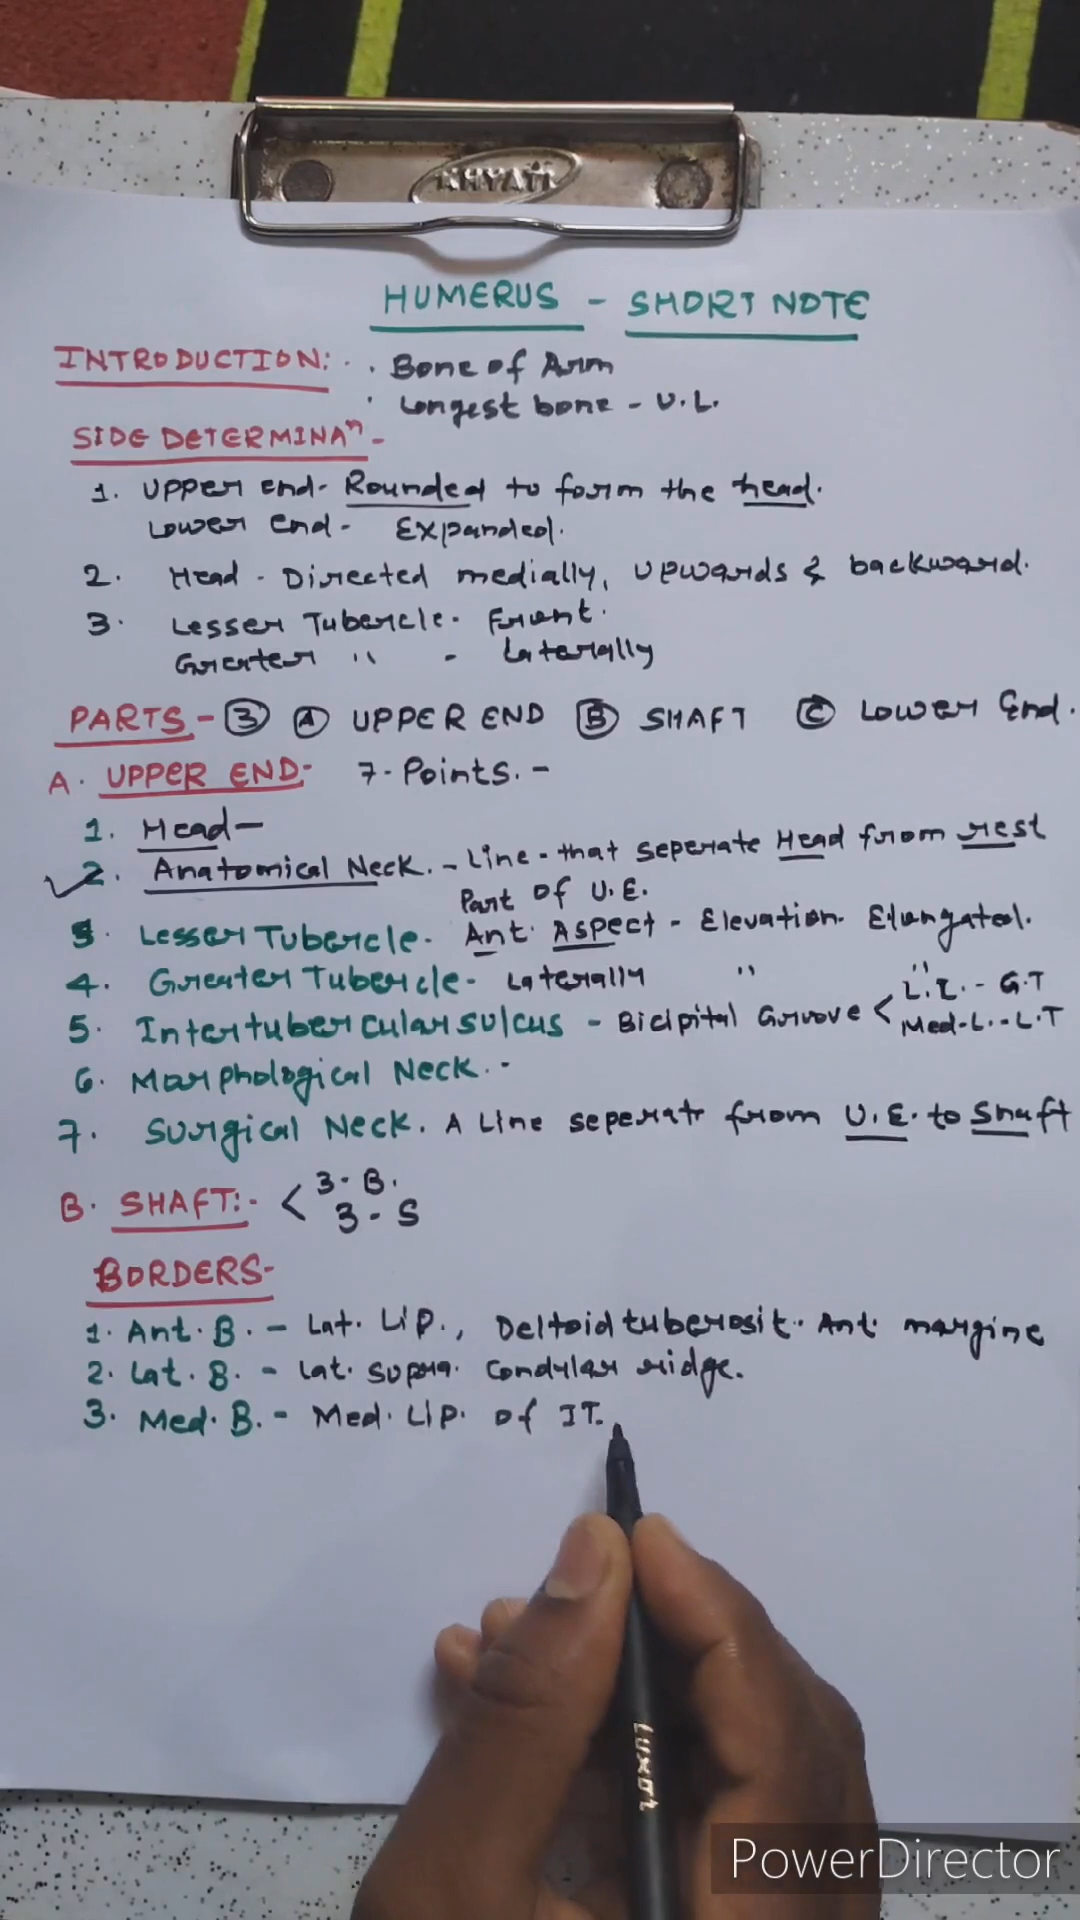 KHYATI
HUMERUS - SHORT NOTE
INTRODUCTION: · . Bone of Arm
· Longest bone - U.L.
SIDE DETERMINAⁿ -
1. Upper end - Rounded to form the head.
Lower end - Expanded.
2. Head - Directed medially, upwards & backward.
3. Lesser Tubercle - Front.
Greater " - Laterally
PARTS - ③ Ⓐ UPPER END Ⓑ SHAFT Ⓒ LOWER End.
A. UPPER END- 7-Points. -
1. Head -
2. Anatomical Neck. - Line - that seperate Head from rest
Part of U.E.
3. Lesser Tubercle - Ant. Aspect - Elevation - Elongated.
4. Greater Tubercle - Laterally " "
L.L. - G.T
5. Intertubercular sulcus - Bicipital Groove < Med-L. - L.T
6. Morphological Neck. -
7. Surgical Neck. A Line seperatr from U.E. to Shaft
B. SHAFT:- < 3 - B.
3 - S
BORDERS-
1. Ant. B. - Lat. Lip., Deltoid tuberosit. Ant. margine
2. Lat. B. - Lat. supra. Condylar ridge.
3. Med. B. - Med. Lip. of IT.
Luxor
PowerDirector